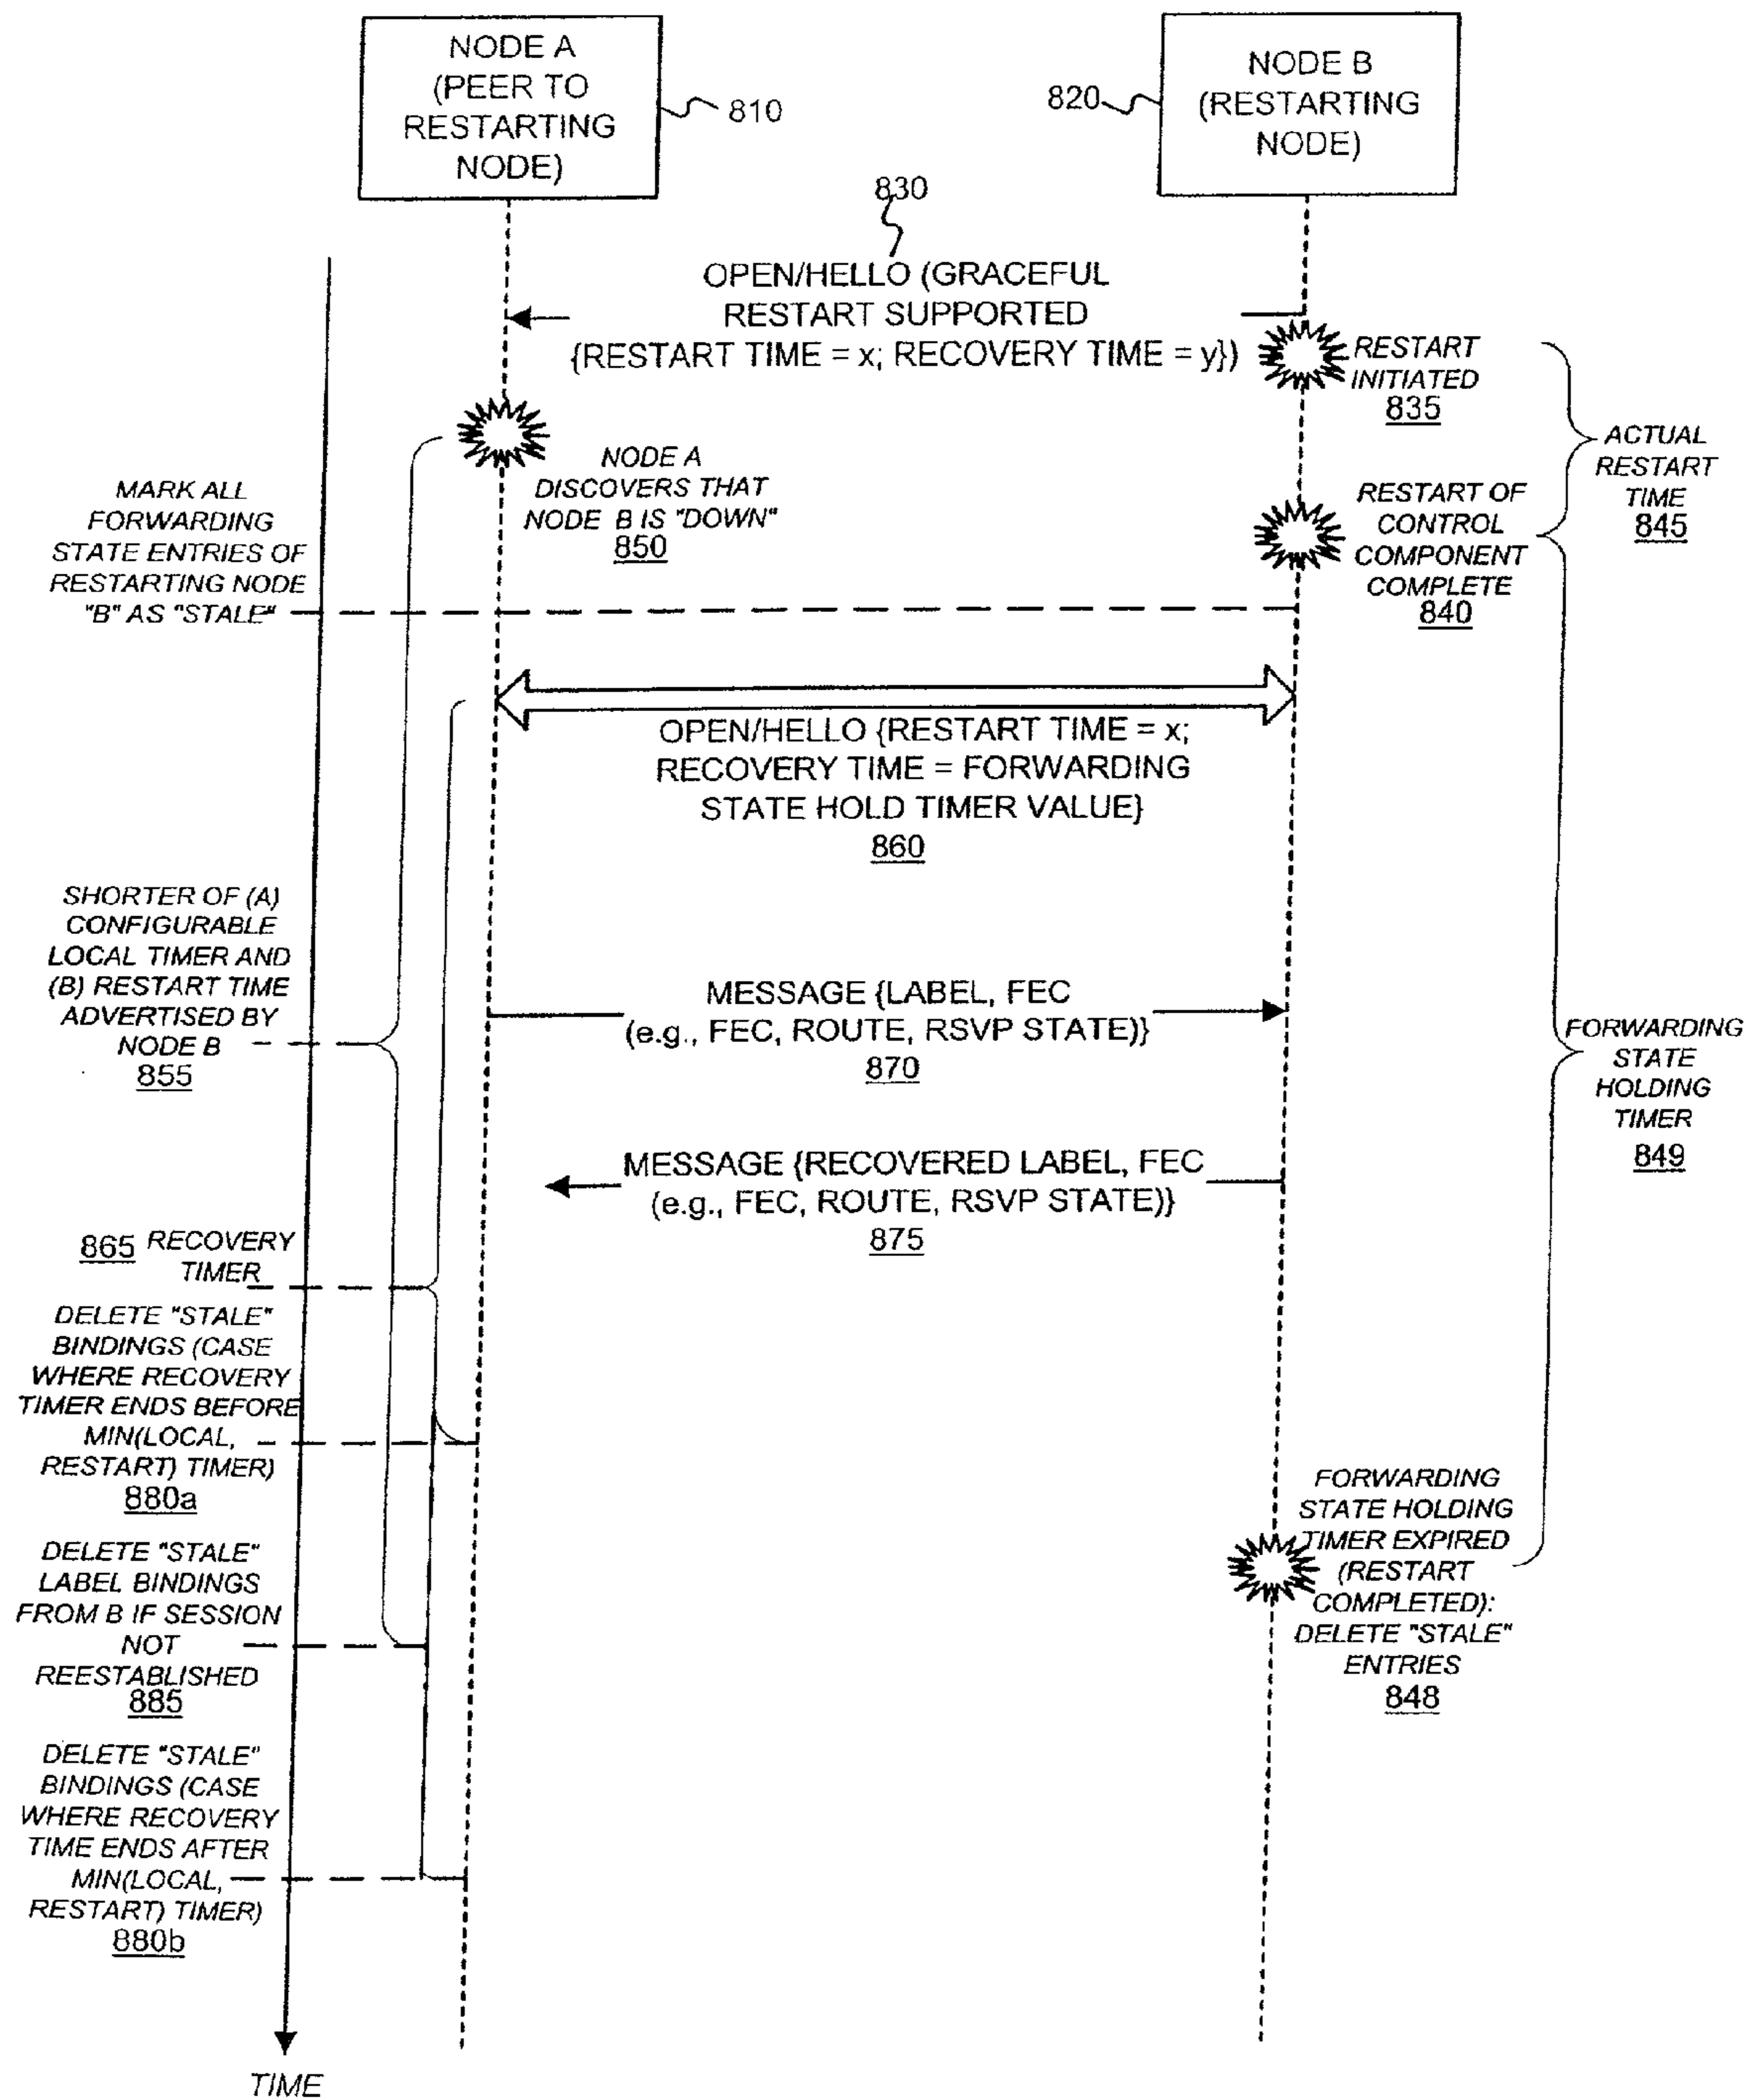 NODE A
(PEER TO
RESTARTING
NODE)
810
820
NODE B
(RESTARTING
NODE)
830
OPEN/HELLO (GRACEFUL
RESTART SUPPORTED
{RESTART TIME = x; RECOVERY TIME = y})
RESTART
INITIATED
835
ACTUAL
RESTART
TIME
845
NODE A
DISCOVERS THAT
NODE B IS "DOWN"
850
MARK ALL
FORWARDING
STATE ENTRIES OF
RESTARTING NODE
"B" AS "STALE"
RESTART OF
CONTROL
COMPONENT
COMPLETE
840
OPEN/HELLO {RESTART TIME = x;
RECOVERY TIME = FORWARDING
STATE HOLD TIMER VALUE}
860
SHORTER OF (A)
CONFIGURABLE
LOCAL TIMER AND
(B) RESTART TIME
ADVERTISED BY
NODE B
855
MESSAGE {LABEL, FEC
(e.g., FEC, ROUTE, RSVP STATE)}
870
FORWARDING
STATE
HOLDING
TIMER
849
MESSAGE {RECOVERED LABEL, FEC
(e.g., FEC, ROUTE, RSVP STATE)}
875
865 RECOVERY
TIMER
DELETE "STALE"
BINDINGS (CASE
WHERE RECOVERY
TIMER ENDS BEFORE
MIN(LOCAL,
RESTART) TIMER)
880a
FORWARDING
STATE HOLDING
TIMER EXPIRED
(RESTART
COMPLETED):
DELETE "STALE"
ENTRIES
848
DELETE "STALE"
LABEL BINDINGS
FROM B IF SESSION
NOT
REESTABLISHED
885
DELETE "STALE"
BINDINGS (CASE
WHERE RECOVERY
TIME ENDS AFTER
MIN(LOCAL,
RESTART) TIMER)
880b
TIME